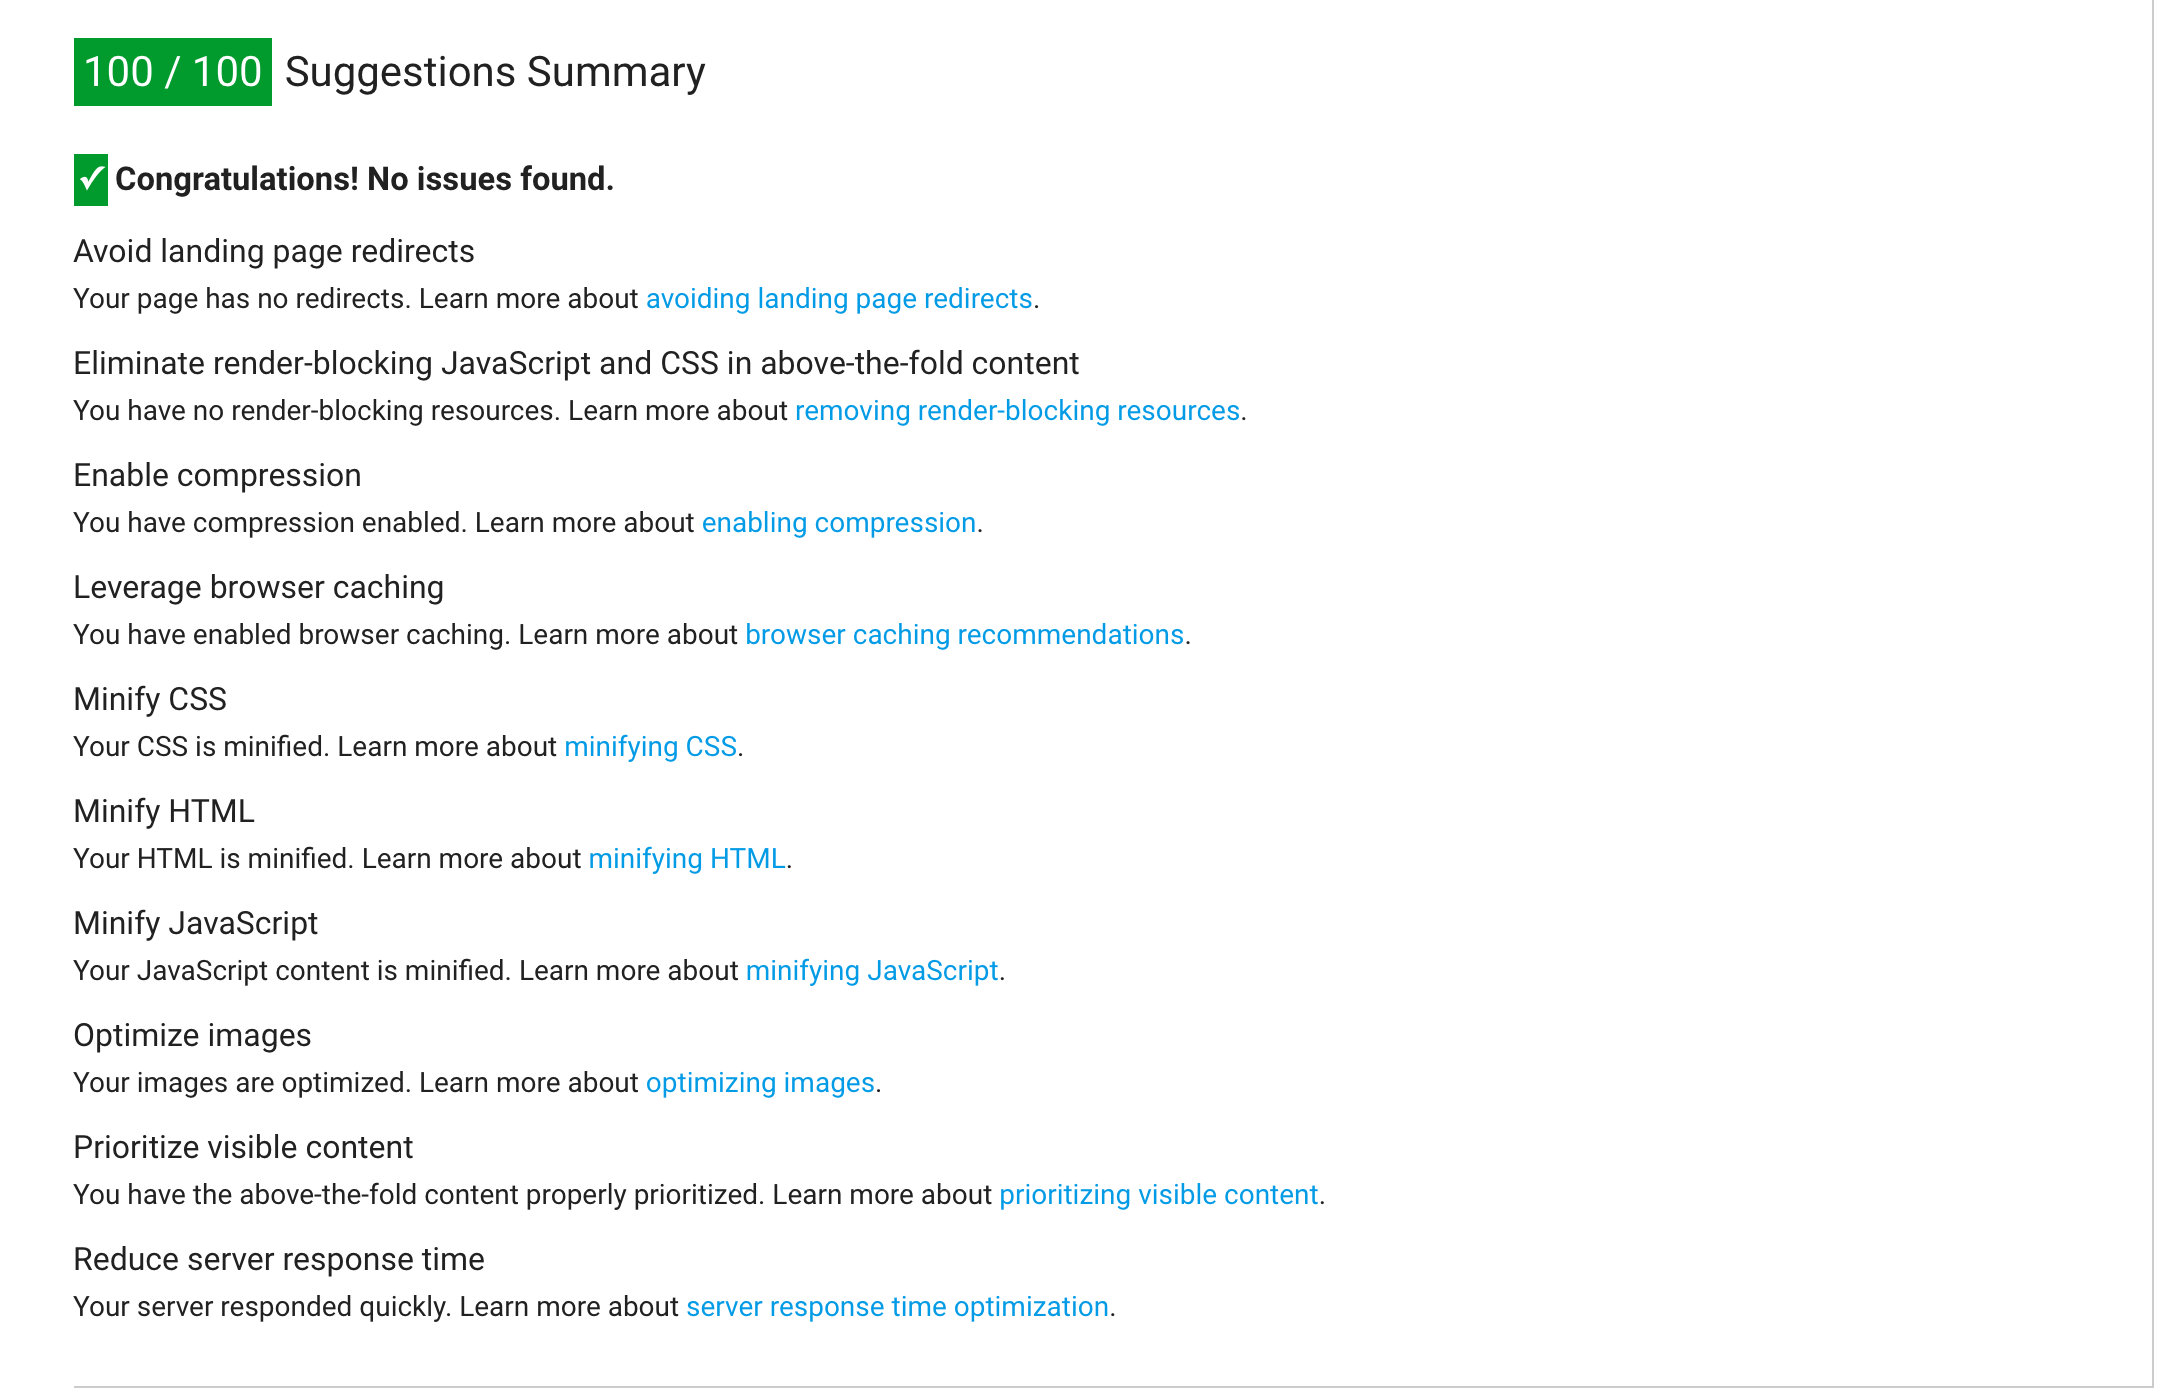 100 / 100 Suggestions Summary
✓ Congratulations! No issues found.
Avoid landing page redirects
Your page has no redirects. Learn more about avoiding landing page redirects.
Eliminate render-blocking JavaScript and CSS in above-the-fold content
You have no render-blocking resources. Learn more about removing render-blocking resources.
Enable compression
You have compression enabled. Learn more about enabling compression.
Leverage browser caching
You have enabled browser caching. Learn more about browser caching recommendations.
Minify CSS
Your CSS is minified. Learn more about minifying CSS.
Minify HTML
Your HTML is minified. Learn more about minifying HTML.
Minify JavaScript
Your JavaScript content is minified. Learn more about minifying JavaScript.
Optimize images
Your images are optimized. Learn more about optimizing images.
Prioritize visible content
You have the above-the-fold content properly prioritized. Learn more about prioritizing visible content.
Reduce server response time
Your server responded quickly. Learn more about server response time optimization.